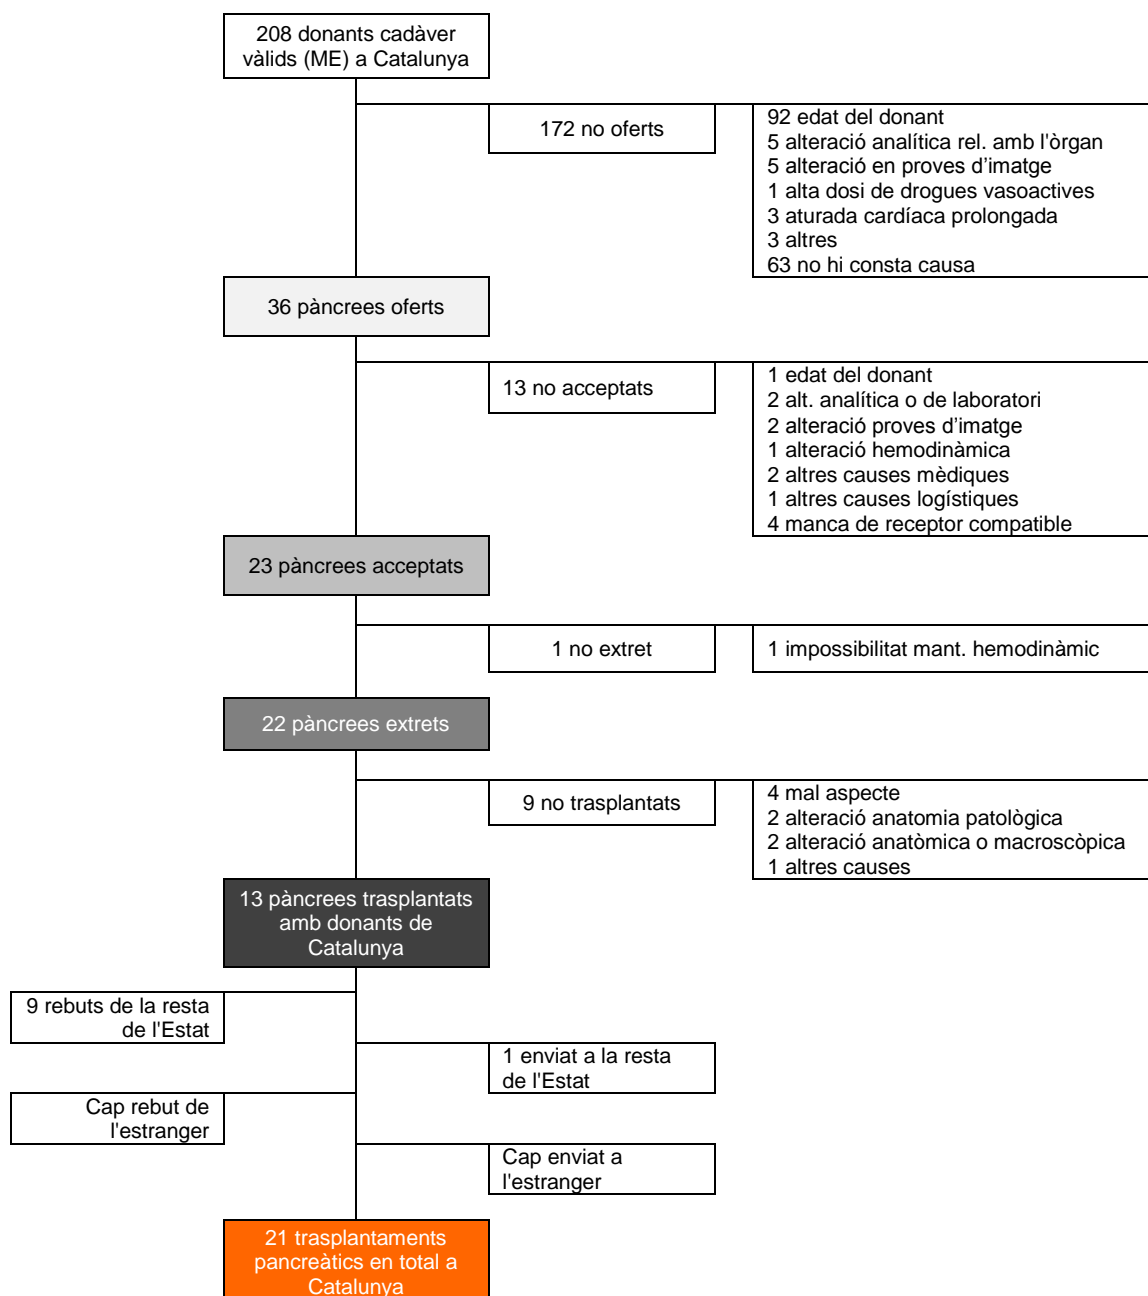 208 donants cadàver
vàlids (ME) a Catalunya
172 no oferts
92 edat del donant
5 alteració analítica rel. amb l'òrgan
5 alteració en proves d’imatge
1 alta dosi de drogues vasoactives
3 aturada cardíaca prolongada
3 altres
63 no hi consta causa
36 pàncrees oferts
13 no acceptats
1 edat del donant
2 alt. analítica o de laboratori
2 alteració proves d’imatge
1 alteració hemodinàmica
2 altres causes mèdiques
1 altres causes logístiques
4 manca de receptor compatible
23 pàncrees acceptats
1 no extret
1 impossibilitat mant. hemodinàmic
22 pàncrees extrets
9 no trasplantats
4 mal aspecte
2 alteració anatomia patològica
2 alteració anatòmica o macroscòpica
1 altres causes
13 pàncrees trasplantats
amb donants de
Catalunya
9 rebuts de la resta
de l'Estat
1 enviat a la resta
de l'Estat
Cap rebut de
l'estranger
Cap enviat a
l'estranger
21 trasplantaments
pancreàtics en total a
Catalunya